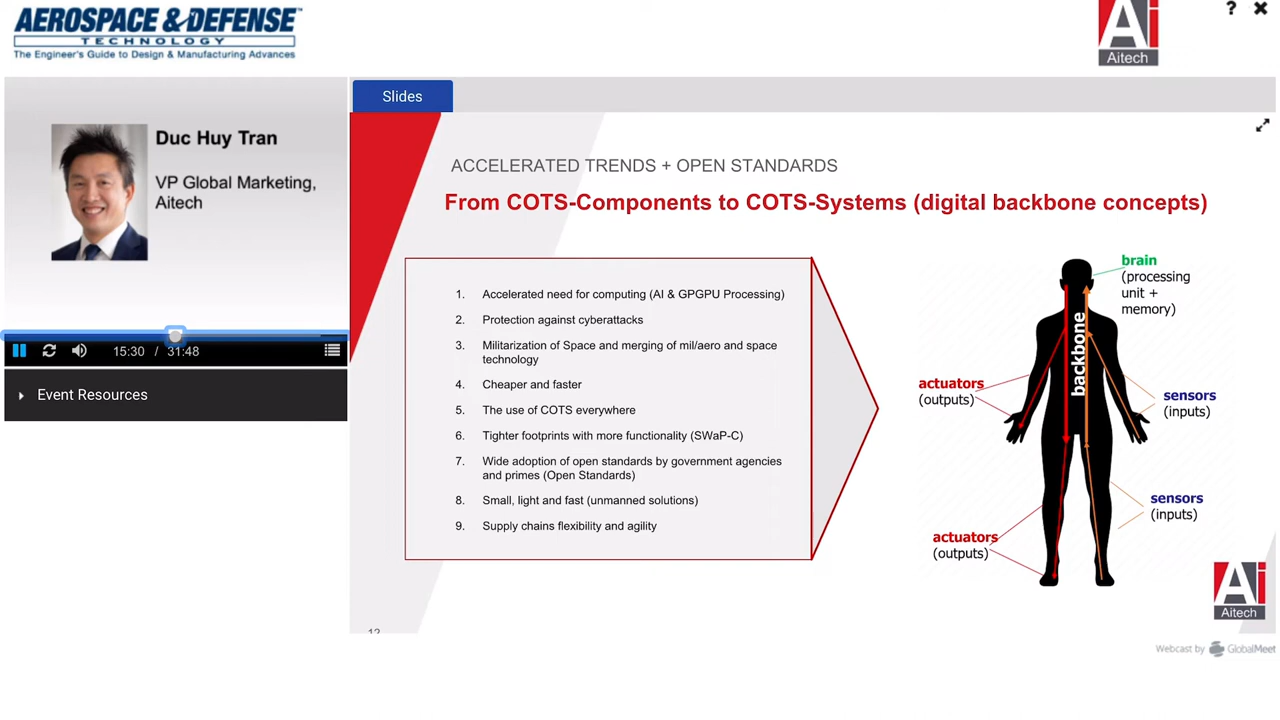 AEROSPACE & DEFENSE™
TECHNOLOGY
The Engineer's Guide to Design & Manufacturing Advances
Ai
Aitech
?
Duc Huy Tran
VP Global Marketing,
Aitech
15:30 / 31:48
Event Resources
Slides
ACCELERATED TRENDS + OPEN STANDARDS
From COTS-Components to COTS-Systems (digital backbone concepts)
1. Accelerated need for computing (AI & GPGPU Processing)
2. Protection against cyberattacks
3. Militarization of Space and merging of mil/aero and space
technology
4. Cheaper and faster
5. The use of COTS everywhere
6. Tighter footprints with more functionality (SWaP-C)
7. Wide adoption of open standards by government agencies
and primes (Open Standards)
8. Small, light and fast (unmanned solutions)
9. Supply chains flexibility and agility
brain
(processing
unit +
memory)
backbone
actuators
(outputs)
sensors
(inputs)
sensors
(inputs)
actuators
(outputs)
Ai
Aitech
12
Webcast by GlobalMeet